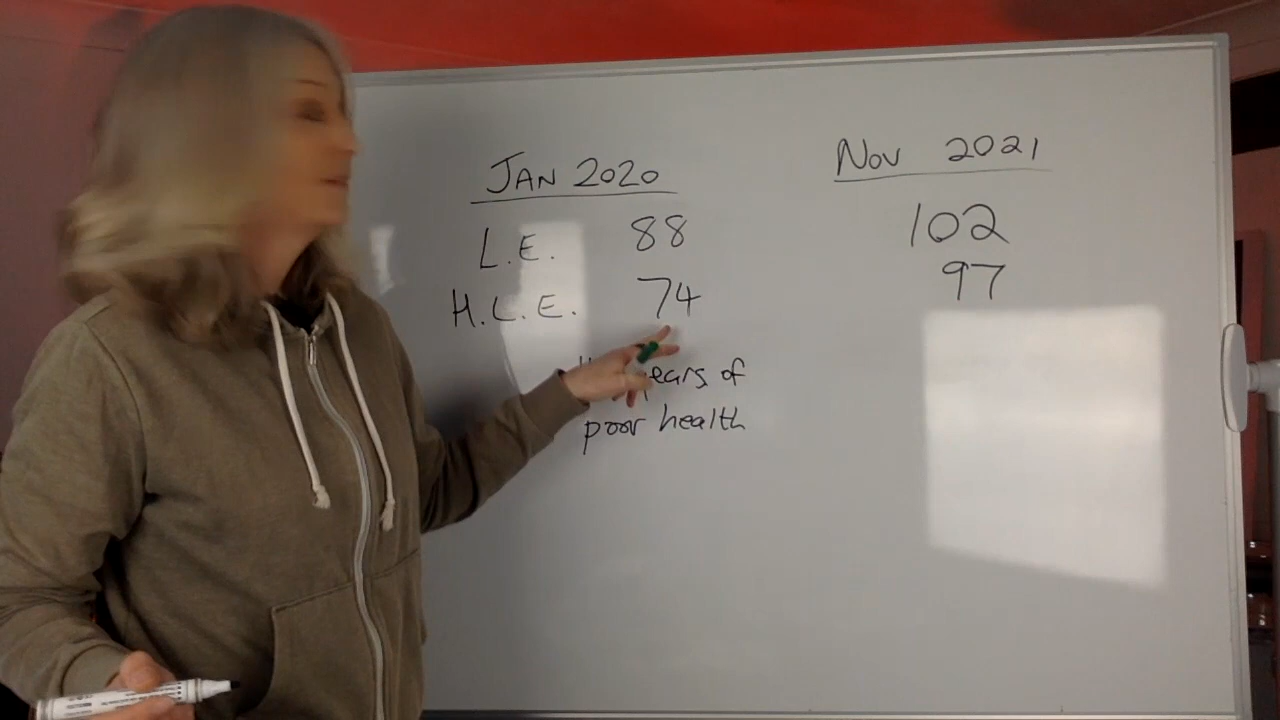 JAN 2020
L.E. 88
H.L.E. 74
years of
poor health
Nov 2021
102
97